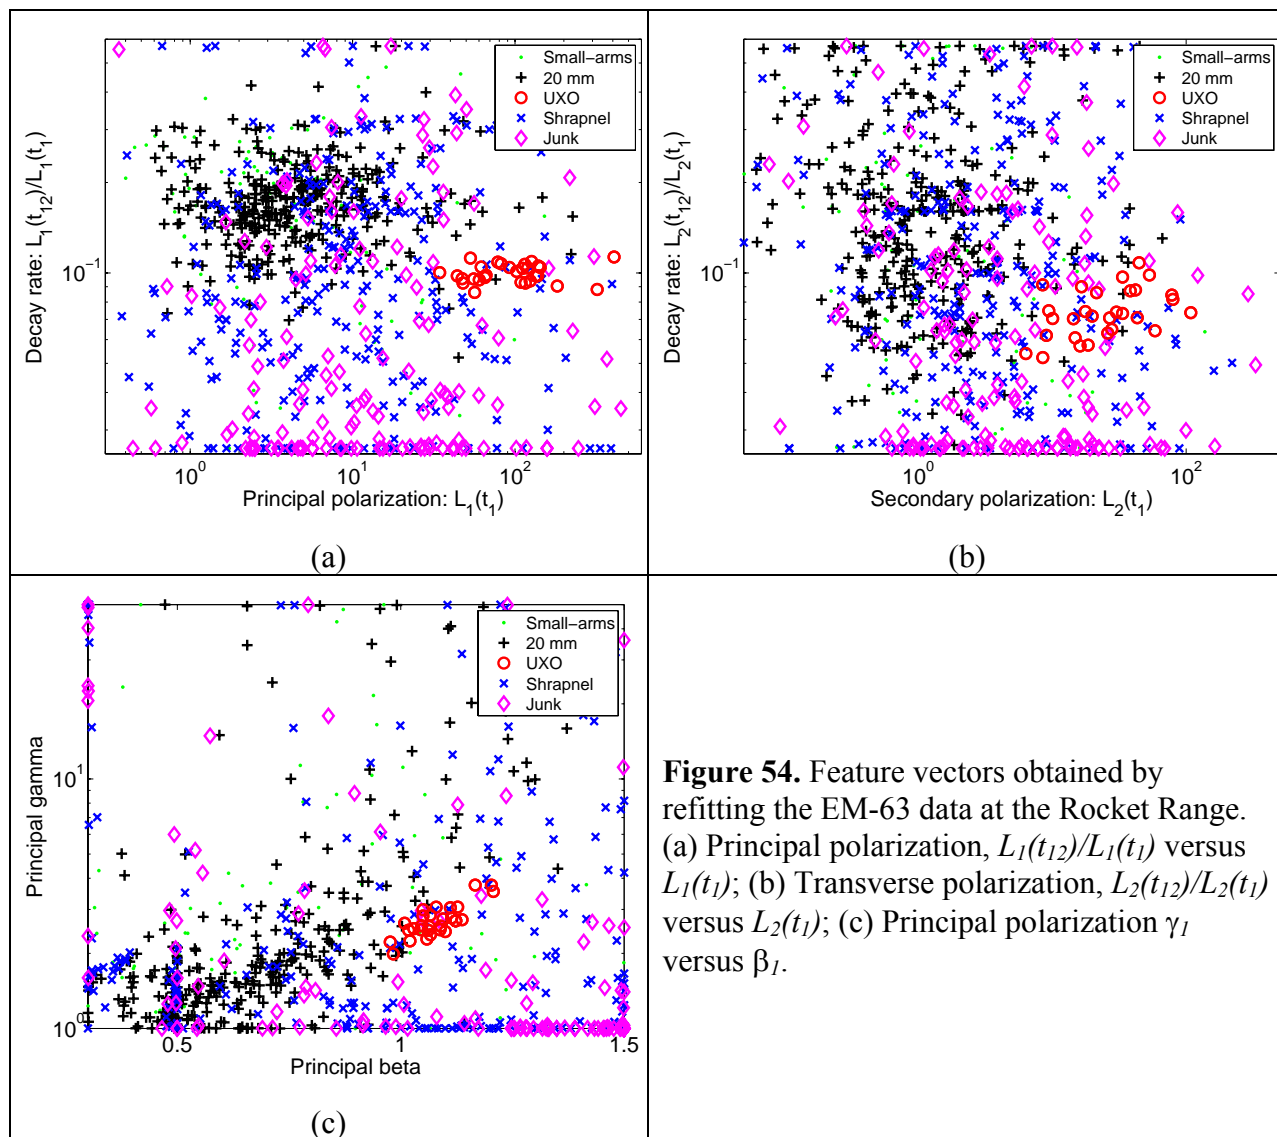 Small-arms
20 mm
UXO
Shrapnel
Junk
Decay rate: L1(t12)/L1(t1)
10^-1
10^0 10^1 10^2
Principal polarization: L1(t1)
(a)
Small-arms
20 mm
UXO
Shrapnel
Junk
Decay rate: L2(t12)/L2(t1)
10^-1
10^0 10^1 10^2
Secondary polarization: L2(t1)
(b)
Small-arms
20 mm
UXO
Shrapnel
Junk
Principal gamma
10^1
10^0
0.5 1 1.5
Principal beta
(c)
Figure 54. Feature vectors obtained by
refitting the EM-63 data at the Rocket Range.
(a) Principal polarization, L1(t12)/L1(t1) versus
L1(t1); (b) Transverse polarization, L2(t12)/L2(t1)
versus L2(t1); (c) Principal polarization γ1
versus β1.